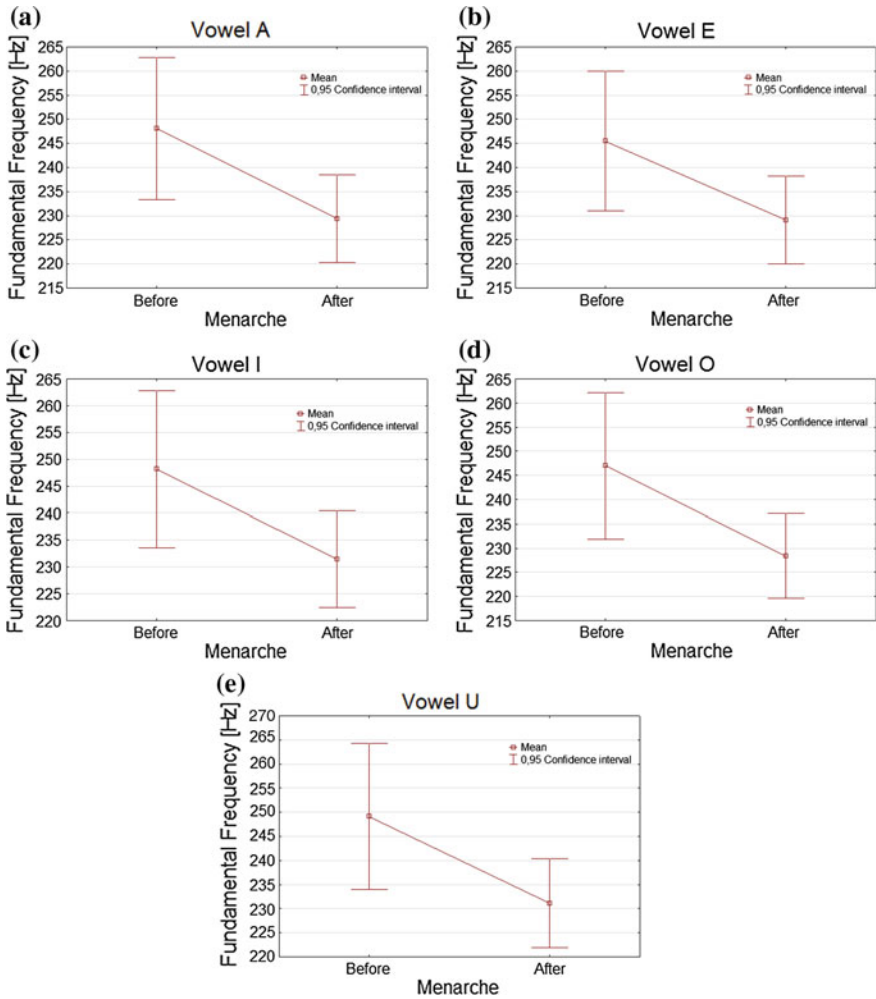 (a)
Vowel A
Fundamental Frequency [Hz]
265
260
255
250
245
240
235
230
225
220
215
Mean
0,95 Confidence interval
Before
After
Menarche
(b)
Vowel E
Fundamental Frequency [Hz]
265
260
255
250
245
240
235
230
225
220
215
Mean
0,95 Confidence interval
Before
After
Menarche
(c)
Vowel I
Fundamental Frequency [Hz]
265
260
255
250
245
240
235
230
225
220
Mean
0,95 Confidence interval
Before
After
Menarche
(d)
Vowel O
Fundamental Frequency [Hz]
265
260
255
250
245
240
235
230
225
220
215
Mean
0,95 Confidence interval
Before
After
Menarche
(e)
Vowel U
Fundamental Frequency [Hz]
270
265
260
255
250
245
240
235
230
225
220
Mean
0,95 Confidence interval
Before
After
Menarche